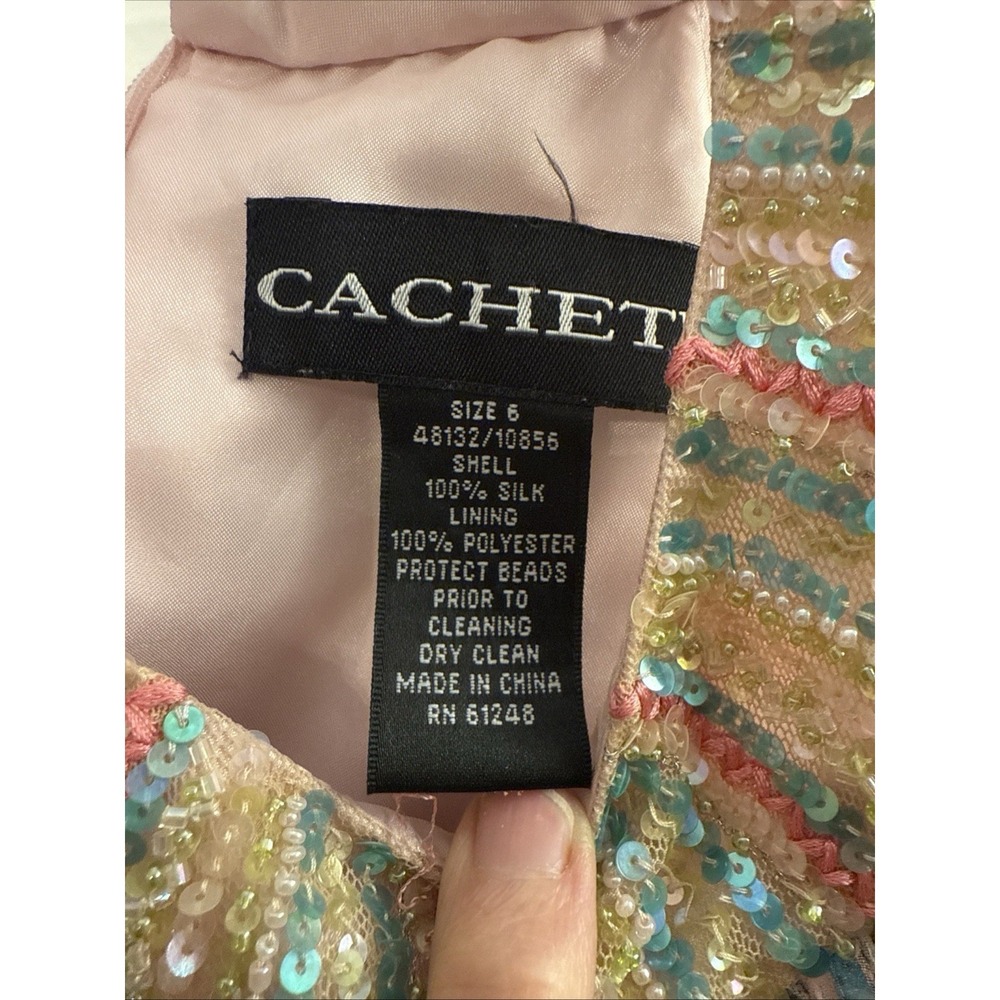 CACHET
SIZE 6
48132/10856
SHELL
100% SILK
LINING
100% POLYESTER
PROTECT BEADS
PRIOR TO
CLEANING
DRY CLEAN
MADE IN CHINA
RN 61248